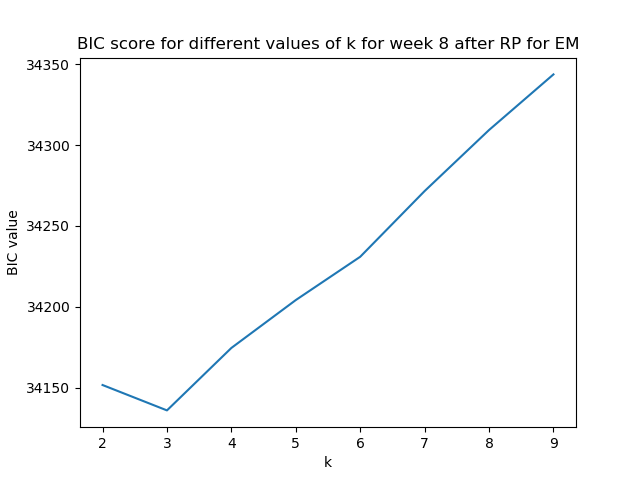 BIC score for different values of k for week 8 after RP for EM
34350
34300
34250
34200
34150
BIC value
2 3 4 5 6 7 8 9
k